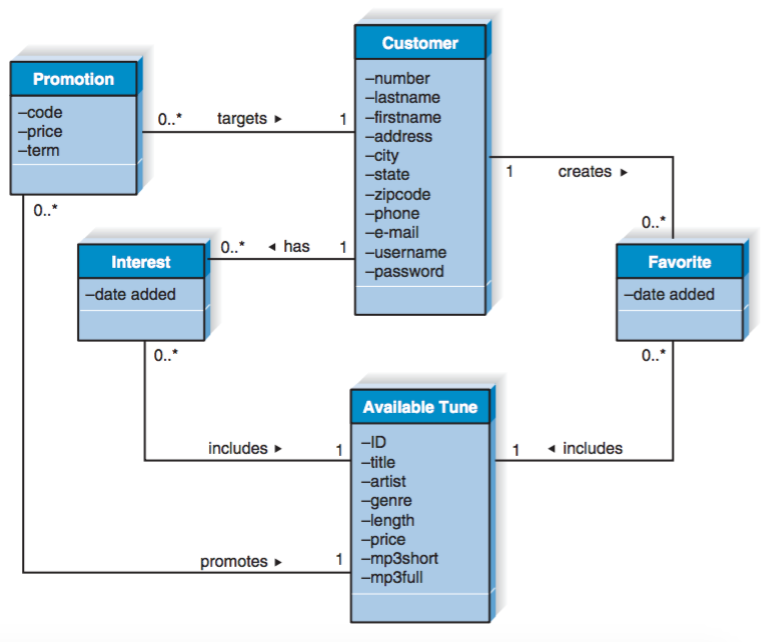 Customer
–number
–lastname
–firstname
–address
–city
–state
–zipcode
–phone
–e-mail
–username
–password
Promotion
–code
–price
–term
0..* targets ► 1
1 creates ►
0..*
0..*
0..* ◄ has 1
Interest
–date added
Favorite
–date added
0..*
0..*
Available Tune
–ID
–title
–artist
–genre
–length
–price
–mp3short
–mp3full
includes ► 1
1 ◄ includes
promotes ► 1